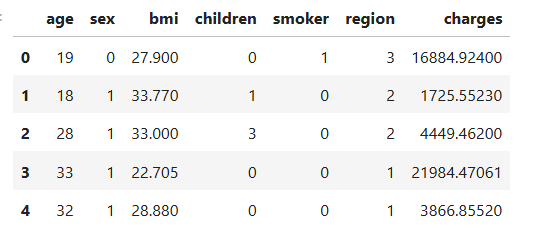 age sex bmi children smoker region charges
0 19 0 27.900 0 1 3 16884.92400
1 18 1 33.770 1 0 2 1725.55230
2 28 1 33.000 3 0 2 4449.46200
3 33 1 22.705 0 0 1 21984.47061
4 32 1 28.880 0 0 1 3866.85520